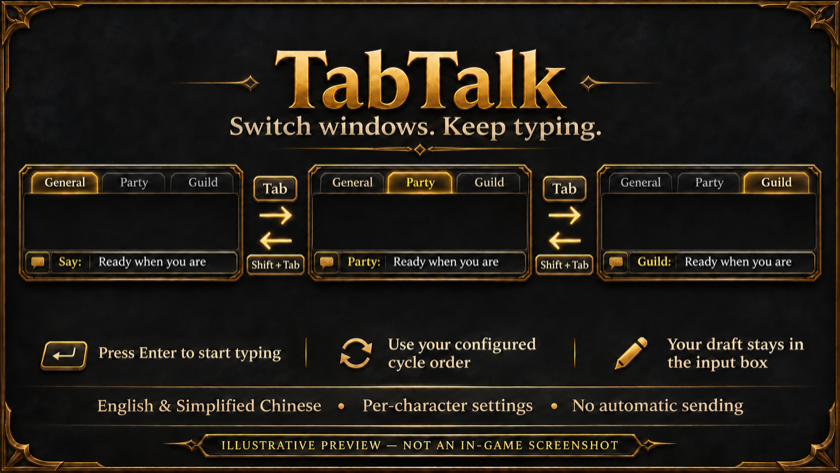 TabTalk
Switch windows. Keep typing.
General Party Guild
Say: Ready when you are
Tab
Shift+Tab
General Party Guild
Party: Ready when you are
Tab
Shift+Tab
General Party Guild
Guild: Ready when you are
Press Enter to start typing
Use your configured
cycle order
Your draft stays in
the input box
English & Simplified Chinese • Per-character settings • No automatic sending
ILLUSTRATIVE PREVIEW — NOT AN IN-GAME SCREENSHOT